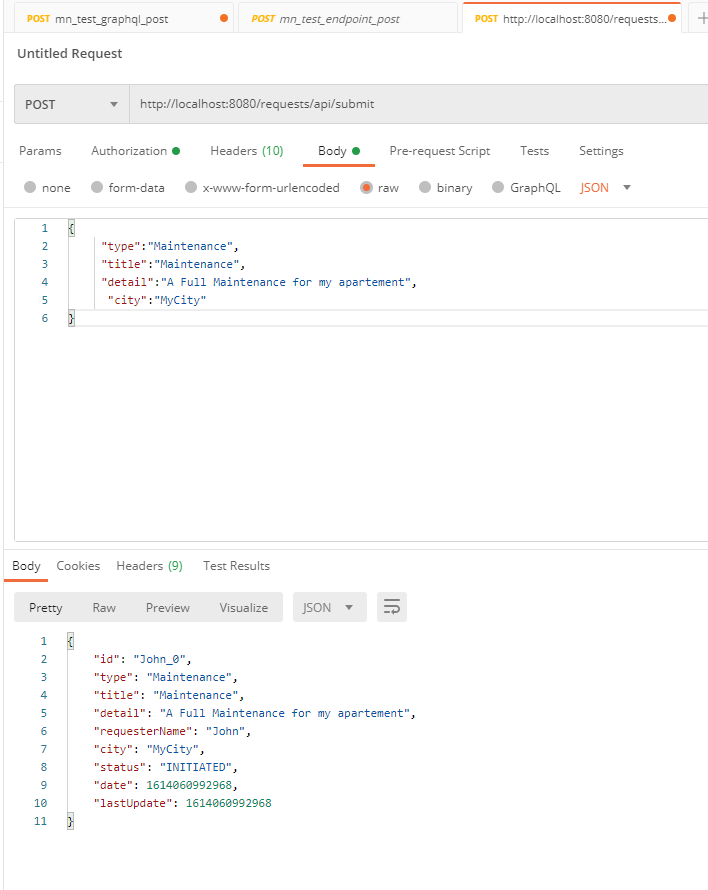 POST mn_test_graphql_post POST mn_test_endpoint_post POST http://localhost:8080/requests...
Untitled Request
POST http://localhost:8080/requests/api/submit
Params Authorization Headers (10) Body Pre-request Script Tests Settings
none form-data x-www-form-urlencoded raw binary GraphQL JSON
1 {
2 "type":"Maintenance",
3 "title":"Maintenance",
4 "detail":"A Full Maintenance for my apartement",
5 "city":"MyCity"
6 }
Body Cookies Headers (9) Test Results
Pretty Raw Preview Visualize JSON
1 {
2 "id": "John_0",
3 "type": "Maintenance",
4 "title": "Maintenance",
5 "detail": "A Full Maintenance for my apartement",
6 "requesterName": "John",
7 "city": "MyCity",
8 "status": "INITIATED",
9 "date": 1614060992968,
10 "lastUpdate": 1614060992968
11 }